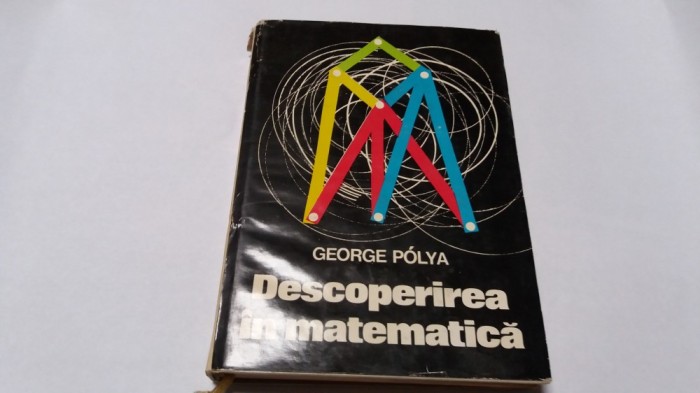 GEORGE PÓLYA
Descoperirea
în matematică